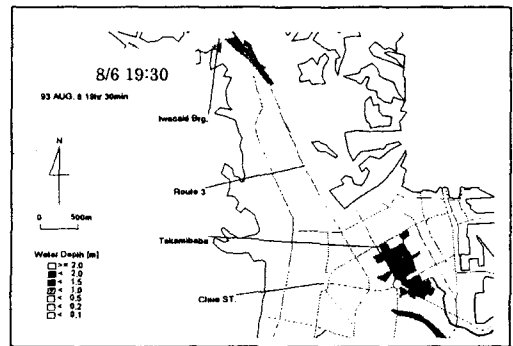 8/6 19:30
93 AUG. 6 19hr 30min
Iwasaki Brg.
N
Route 3
0 500m
Takamibaba
Water Depth [m]
>= 2.0
< 2.0
< 1.5
< 1.0
< 0.5
< 0.2
< 0.1
Chuo ST.